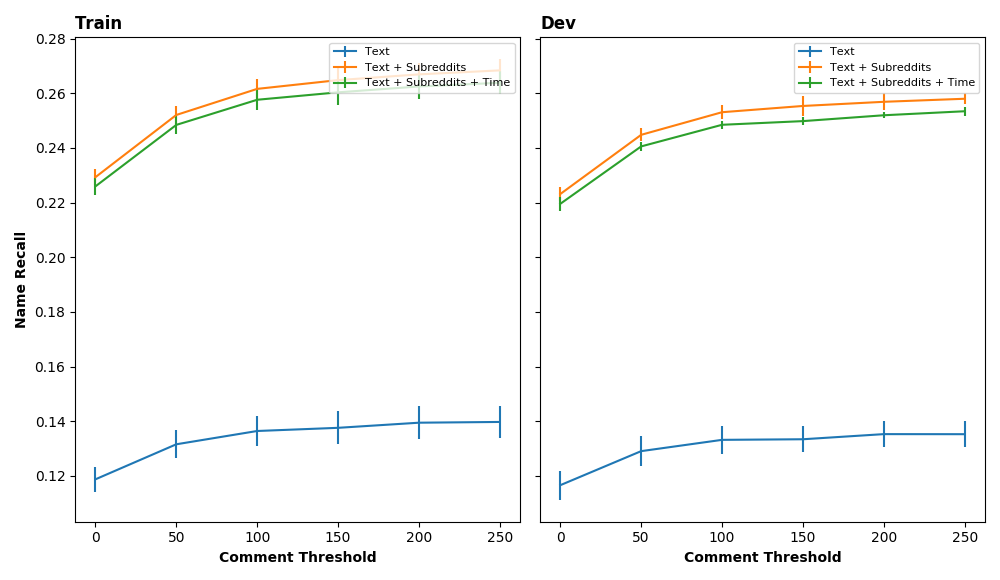 Train
Name Recall
0.28
0.26
0.24
0.22
0.20
0.18
0.16
0.14
0.12
Text
Text + Subreddits
Text + Subreddits + Time
0 50 100 150 200 250
Comment Threshold
Dev
Text
Text + Subreddits
Text + Subreddits + Time
0 50 100 150 200 250
Comment Threshold